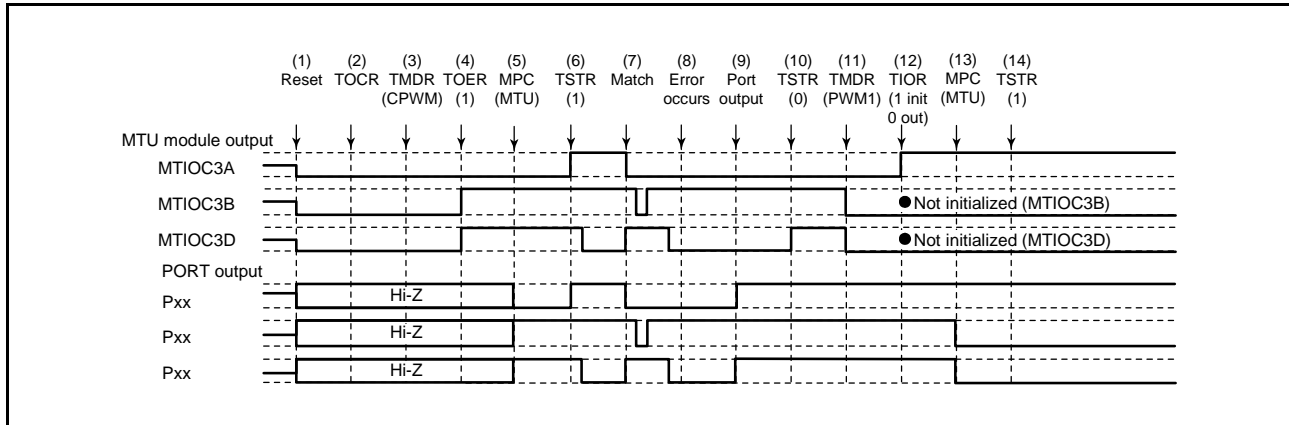 (1) (2) (3) (4) (5) (6) (7) (8) (9) (10) (11) (12) (13) (14)
Reset TOCR TMDR TOER MPC TSTR Match Error Port TSTR TMDR TIOR MPC TSTR
(CPWM) (1) (MTU) (1) occurs output (0) (PWM1) (1 init (MTU) (1)
0 out)
MTU module output
MTIOC3A
MTIOC3B
●Not initialized (MTIOC3B)
MTIOC3D
●Not initialized (MTIOC3D)
PORT output
Pxx
Hi-Z
Pxx
Hi-Z
Pxx
Hi-Z